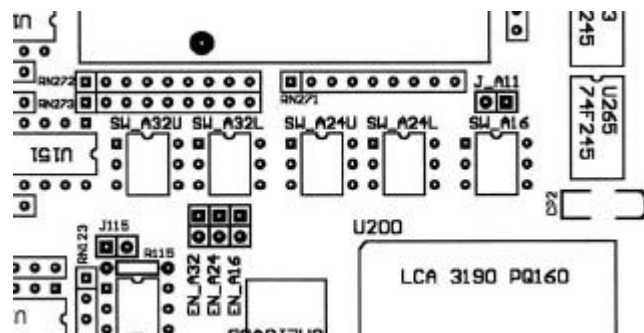 RN272
RN273
RN271
J_A11
SW_A32U
SW_A32L
SW_A24U
SW_A24L
SW_A16
U265
74F245
245
U151
CP2
U200
J115
R115
RN123
EN_A32
EN_A24
EN_A16
LCA 3190 PQ160